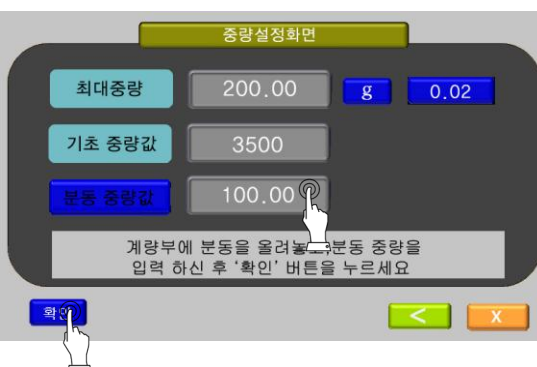 중량설정화면
최대중량 200.00 g 0.02
기초 중량값 3500
분동 중량값 100.00
계량부에 분동을 올려놓고,분동 중량을
입력 하신 후 '확인' 버튼을 누르세요
확인 < X